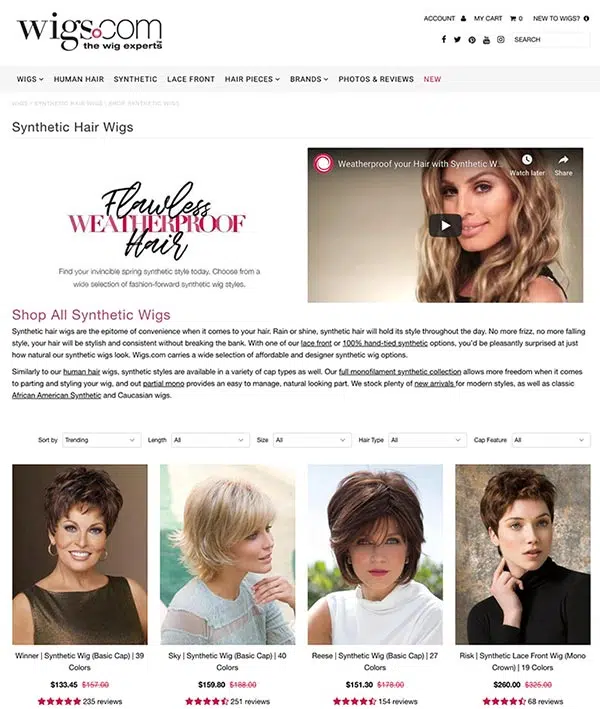 wigs.com
the wig experts
ACCOUNT MY CART 0 NEW TO WIGS?
SEARCH
WIGS HUMAN HAIR SYNTHETIC LACE FRONT HAIR PIECES BRANDS PHOTOS & REVIEWS NEW
WIGS / SYNTHETIC HAIR WIGS / SHOP SYNTHETIC WIGS
Synthetic Hair Wigs
Flawless
WEATHERPROOF
Hair
Find your invincible spring synthetic style today. Choose from a
wide selection of fashion-forward synthetic wig styles.
Weatherproof your Hair with Synthetic W...
Watch later Share
Shop All Synthetic Wigs
Synthetic hair wigs are the epitome of convenience when it comes to your hair. Rain or shine, synthetic hair will hold its style throughout the day. No more frizz, no more falling
style, your hair will be stylish and consistent without breaking the bank. With one of our lace front or 100% hand-tied synthetic options, you'd be pleasantly surprised at just
how natural our synthetic wigs look. Wigs.com carries a wide selection of affordable and designer synthetic wig options.
Similarly to our human hair wigs, synthetic styles are available in a variety of cap types as well. Our full monofilament synthetic collection allows more freedom when it comes
to parting and styling your wig, and out partial mono provides an easy to manage, natural looking part. We stock plenty of new arrivals for modern styles, as well as classic
African American Synthetic and Caucasian wigs.
Sort by Trending Length All Size All Hair Type All Cap Feature All
Winner | Synthetic Wig (Basic Cap) | 39
Colors
$133.45 $157.00
235 reviews
Sky | Synthetic Wig (Basic Cap) | 40
Colors
$159.80 $188.00
251 reviews
Reese | Synthetic Wig (Basic Cap) | 27
Colors
$151.30 $178.00
154 reviews
Risk | Synthetic Lace Front Wig (Mono
Crown) | 19 Colors
$260.00 $325.00
68 reviews